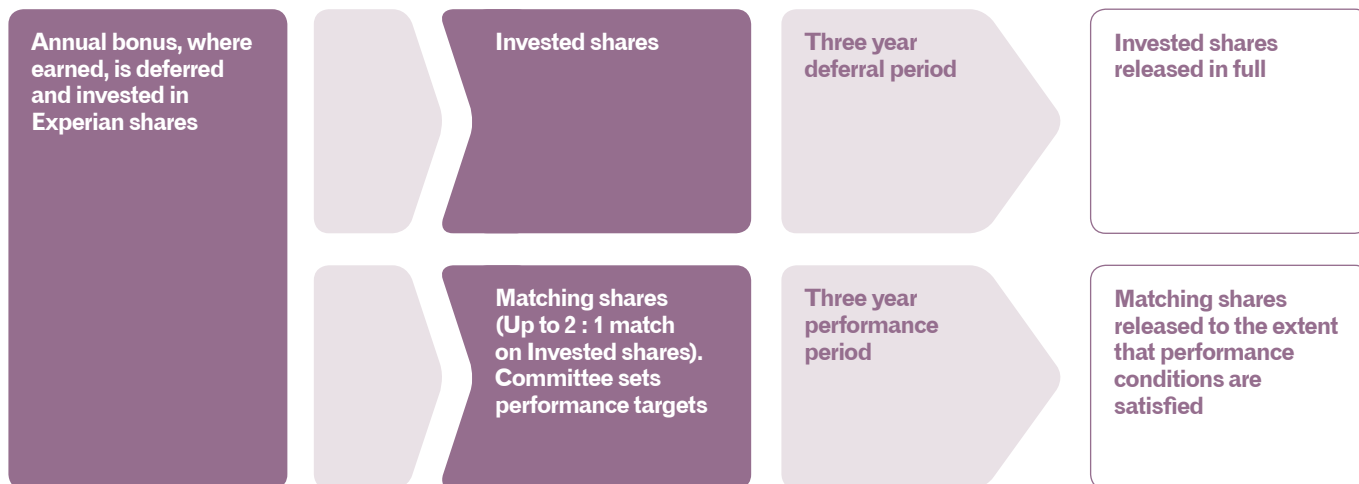 Annual bonus, where
earned, is deferred
and invested in
Experian shares
Invested shares
Three year
deferral period
Invested shares
released in full
Matching shares
(Up to 2 : 1 match
on Invested shares).
Committee sets
performance targets
Three year
performance
period
Matching shares
released to the extent
that performance
conditions are
satisfied